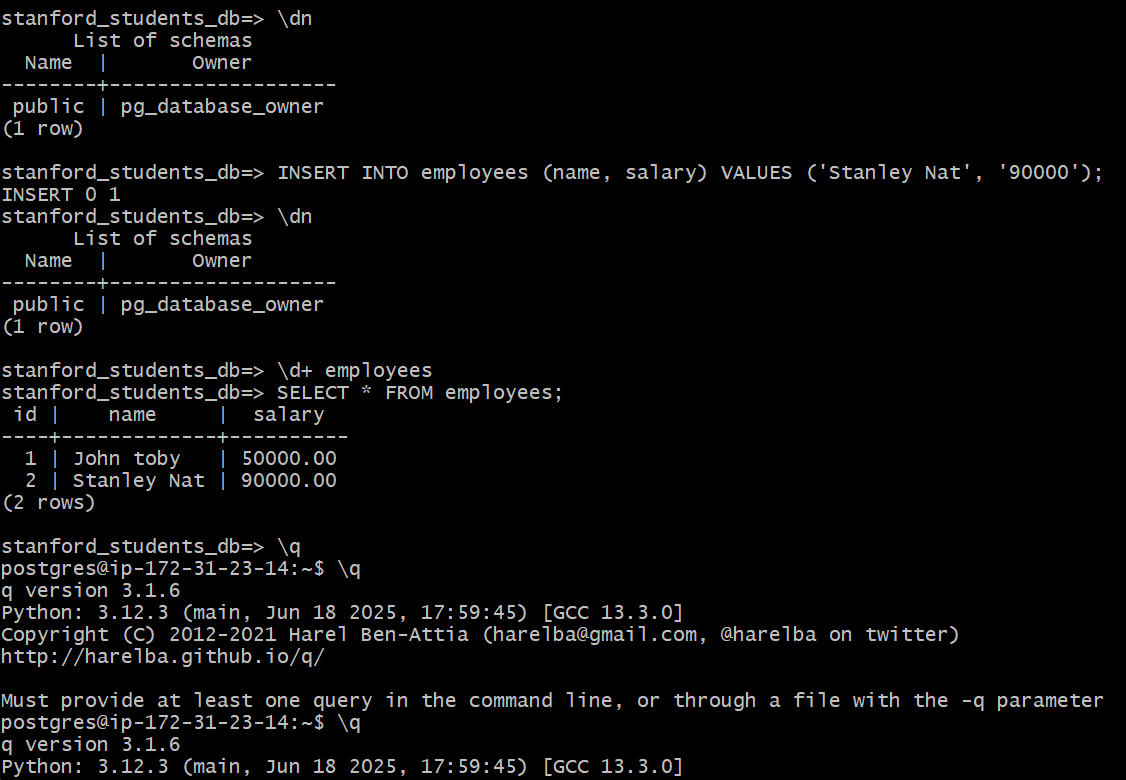 stanford_students_db=> \dn
      List of schemas
  Name  |       Owner
--------+-------------------
 public | pg_database_owner
(1 row)

stanford_students_db=> INSERT INTO employees (name, salary) VALUES ('Stanley Nat', '90000');
INSERT 0 1
stanford_students_db=> \dn
      List of schemas
  Name  |       Owner
--------+-------------------
 public | pg_database_owner
(1 row)

stanford_students_db=> \d+ employees
stanford_students_db=> SELECT * FROM employees;
 id |    name     |  salary
----+-------------+----------
  1 | John toby   | 50000.00
  2 | Stanley Nat | 90000.00
(2 rows)

stanford_students_db=> \q
postgres@ip-172-31-23-14:~$ \q
q version 3.1.6
Python: 3.12.3 (main, Jun 18 2025, 17:59:45) [GCC 13.3.0]
Copyright (C) 2012-2021 Harel Ben-Attia (harelba@gmail.com, @harelba on twitter)
http://harelba.github.io/q/

Must provide at least one query in the command line, or through a file with the -q parameter
postgres@ip-172-31-23-14:~$ \q
q version 3.1.6
Python: 3.12.3 (main, Jun 18 2025, 17:59:45) [GCC 13.3.0]